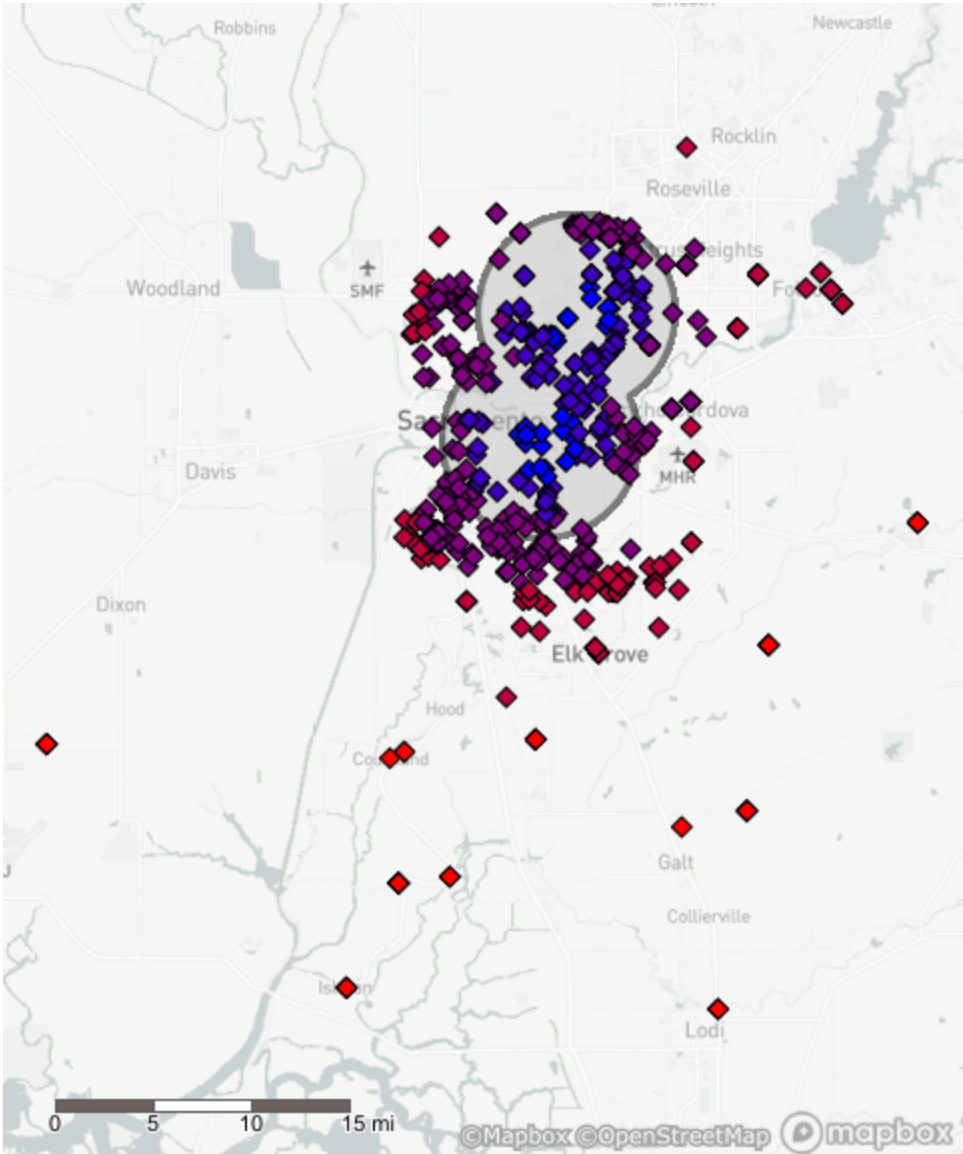 Robbins
Newcastle
Rocklin
Roseville
Woodland
SMF
Davis
MHR
Dixon
Elk rove
Hood
Galt
Collierville
Lodi
0 5 10 15 mi
©Mapbox ©OpenStreetMap mapbox